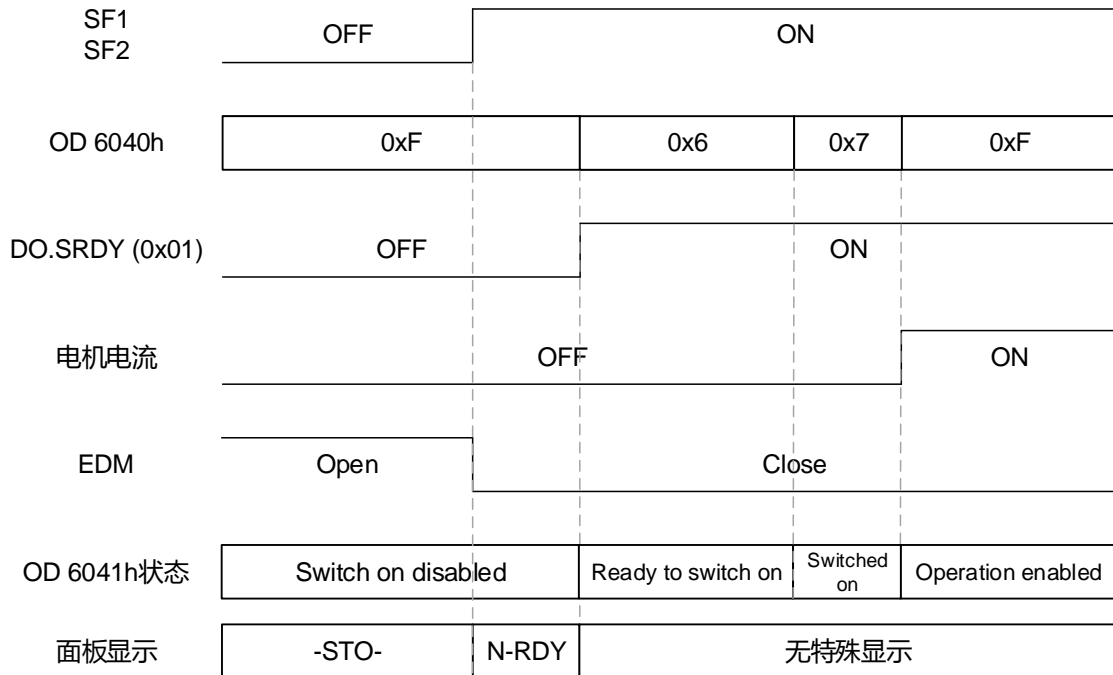 SF1
SF2
OFF
ON
OD 6040h
0xF
0x6
0x7
0xF
DO.SRDY (0x01)
OFF
ON
电机电流
OFF
ON
EDM
Open
Close
OD 6041h状态
Switch on disabled
Ready to switch on
Switched
on
Operation enabled
面板显示
-STO-
N-RDY
无特殊显示